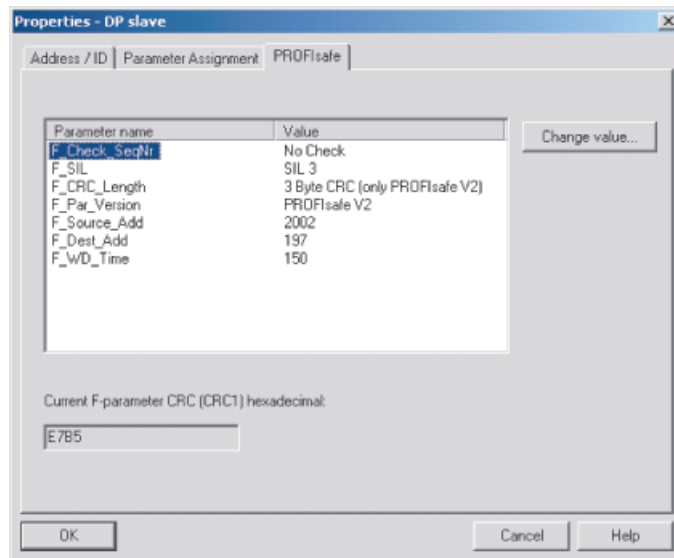 Properties - DP slave
Address / ID Parameter Assignment PROFIsafe
Parameter name Value
Change value...
F_Check_SeqNr No Check
F_SIL SIL 3
F_CRC_Length 3 Byte CRC (only PROFIsafe V2)
F_Par_Version PROFIsafe V2
F_Source_Add 2002
F_Dest_Add 197
F_WD_Time 150
Current F-parameter CRC (CRC1) hexadecimal:
E7B5
OK Cancel Help